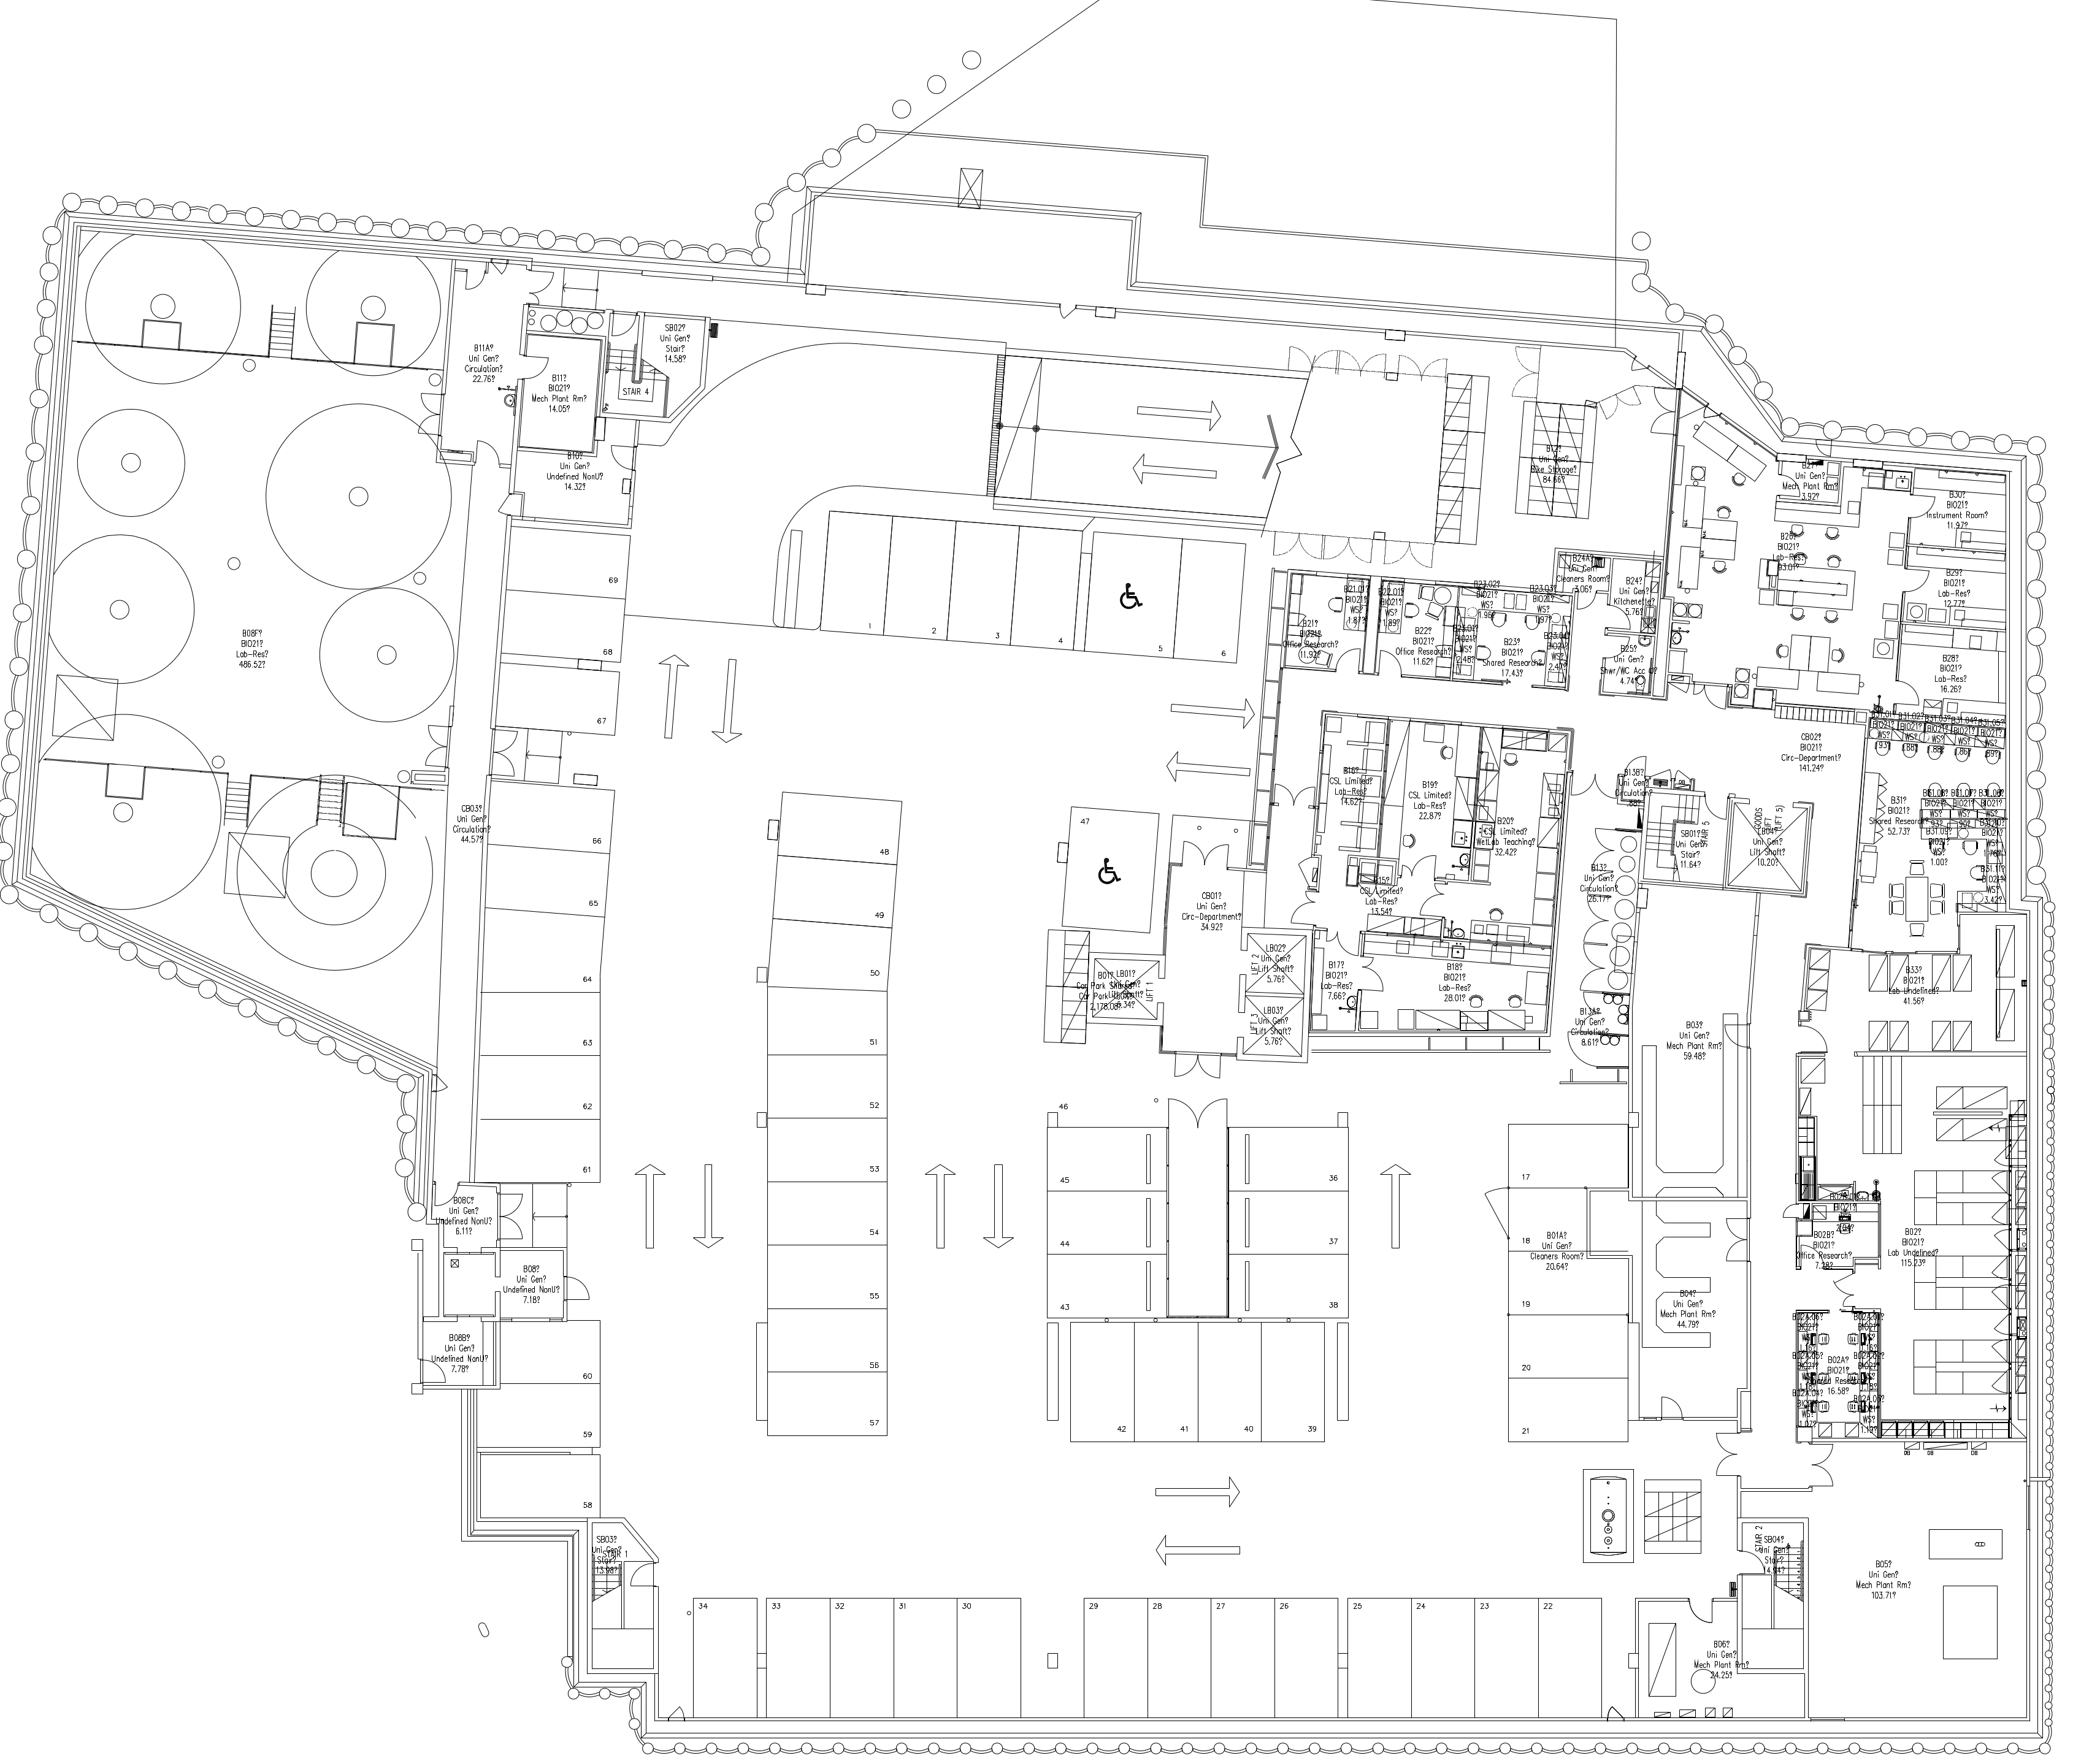 SB02?
Uni Gen?
Stair?
14.58?
STAIR 4
B11A?
Uni Gen?
Circulation?
22.76?
B11?
BIO21?
Mech Plant Rm?
14.05?
B10?
Uni Gen?
Undefined NonU?
14.32?
B12?
Uni Gen?
Bike Storage?
84.66?
B27?
Uni Gen?
Mech Plant Rm?
3.92?
B30?
BIO21?
Instrument Room?
11.97?
B26?
BIO21?
Lab-Res?
93.01?
B29?
BIO21?
Lab-Res?
12.77?
B28?
BIO21?
Lab-Res?
16.26?
B24A?
Uni Gen?
Cleaners Room?
3.06?
B24?
Uni Gen?
Kitchenette?
5.76?
B25?
Uni Gen?
4.74?
B21.01?
BIO21?
WS?
1.87?
B22.01?
BIO21?
WS?
1.89?
B23.02?
BIO21?
WS?
1.96?
B23.03?
BIO21?
WS?
1.97?
B23.01?
BIO21?
WS?
2.48?
B21?
BIO21?
Office Research?
11.92?
B22?
BIO21?
Office Research?
11.62?
B23?
BIO21?
Shared Research?
17.43?
69
68
67
66
65
64
63
62
61
60
59
58
1
2
3
4
5
6
B08F?
BIO21?
Lab-Res?
486.52?
CB03?
Uni Gen?
Circulation?
44.57?
CB02?
BIO21?
Circ-Department?
141.24?
B16?
CSL Limited?
Lab-Res?
14.62?
B19?
CSL Limited?
Lab-Res?
22.87?
B20?
CSL Limited?
WetLab Teaching?
32.42?
B15?
CSL Limited?
Lab-Res?
13.54?
B17?
BIO21?
Lab-Res?
7.66?
B18?
BIO21?
Lab-Res?
28.01?
B13B?
Uni Gen?
Circulation?
B13?
Uni Gen?
Circulation?
26.17?
B13A?
Uni Gen?
Circulation?
8.61?
SB01?
Uni Gen?
Stair?
11.64?
STAIR 5
LB04?
Uni Gen?
Lift Shaft?
10.20?
GOODS
LIFT
(LIFT 5)
B31?
BIO21?
Shared Research?
52.73?
B31.09?
BIO21?
WS?
1.00?
B31.11?
BIO21?
WS?
3.42?
B33?
BIO21?
Lab Undefined?
41.56?
47
48
49
50
51
52
53
54
55
56
57
CB01?
Uni Gen?
Circ-Department?
34.92?
LB02?
Uni Gen?
Lift Shaft?
5.76?
LIFT 2
LB03?
Uni Gen?
Lift Shaft?
5.76?
LIFT 3
B01?
Car Park
2,178.08?
LB01?
LIFT 1
B03?
Uni Gen?
Mech Plant Rm?
59.48?
46
45
44
43
42
41
40
39
38
37
36
17
18
19
20
21
B01A?
Uni Gen?
Cleaners Room?
20.64?
B04?
Uni Gen?
Mech Plant Rm?
44.79?
B02?
BIO21?
Lab Undefined?
115.23?
B02B?
BIO21?
Office Research?
7.28?
B02A?
BIO21?
Shared Research?
16.58?
B08C?
Uni Gen?
Undefined NonU?
6.11?
B08?
Uni Gen?
Undefined NonU?
7.18?
B08B?
Uni Gen?
Undefined NonU?
7.78?
DB
DB
DB
SB03?
Uni Gen?
Stair?
13.98?
STAIR 1
SB04?
Uni Gen?
Stair?
14.94?
STAIR 2
B05?
Uni Gen?
Mech Plant Rm?
103.71?
B06?
Uni Gen?
Mech Plant Rm?
24.25?
34
33
32
31
30
29
28
27
26
25
24
23
22